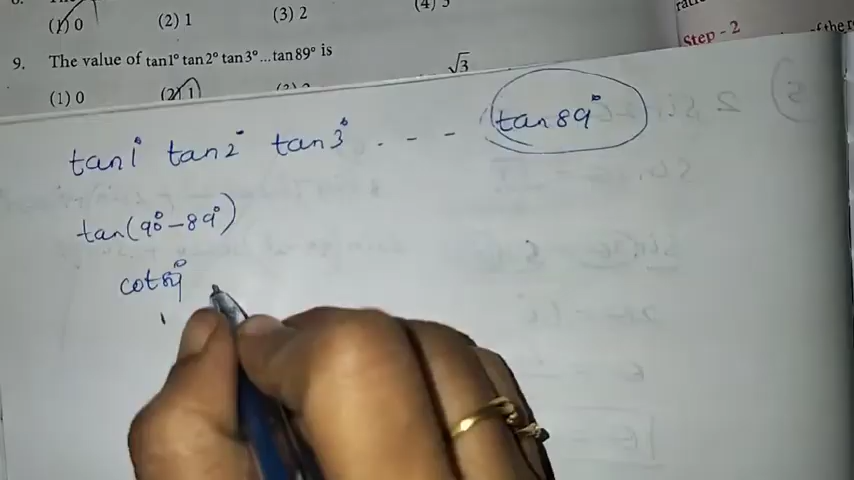 (1) 0 (2) 1 (3) 2
Step - 2
9. The value of tan1° tan2° tan3°...tan89° is
(1) 0 (2) 1 √3
tan1° tan2° tan3° . - - tan89°
tan(90° - 89°)
cot89°